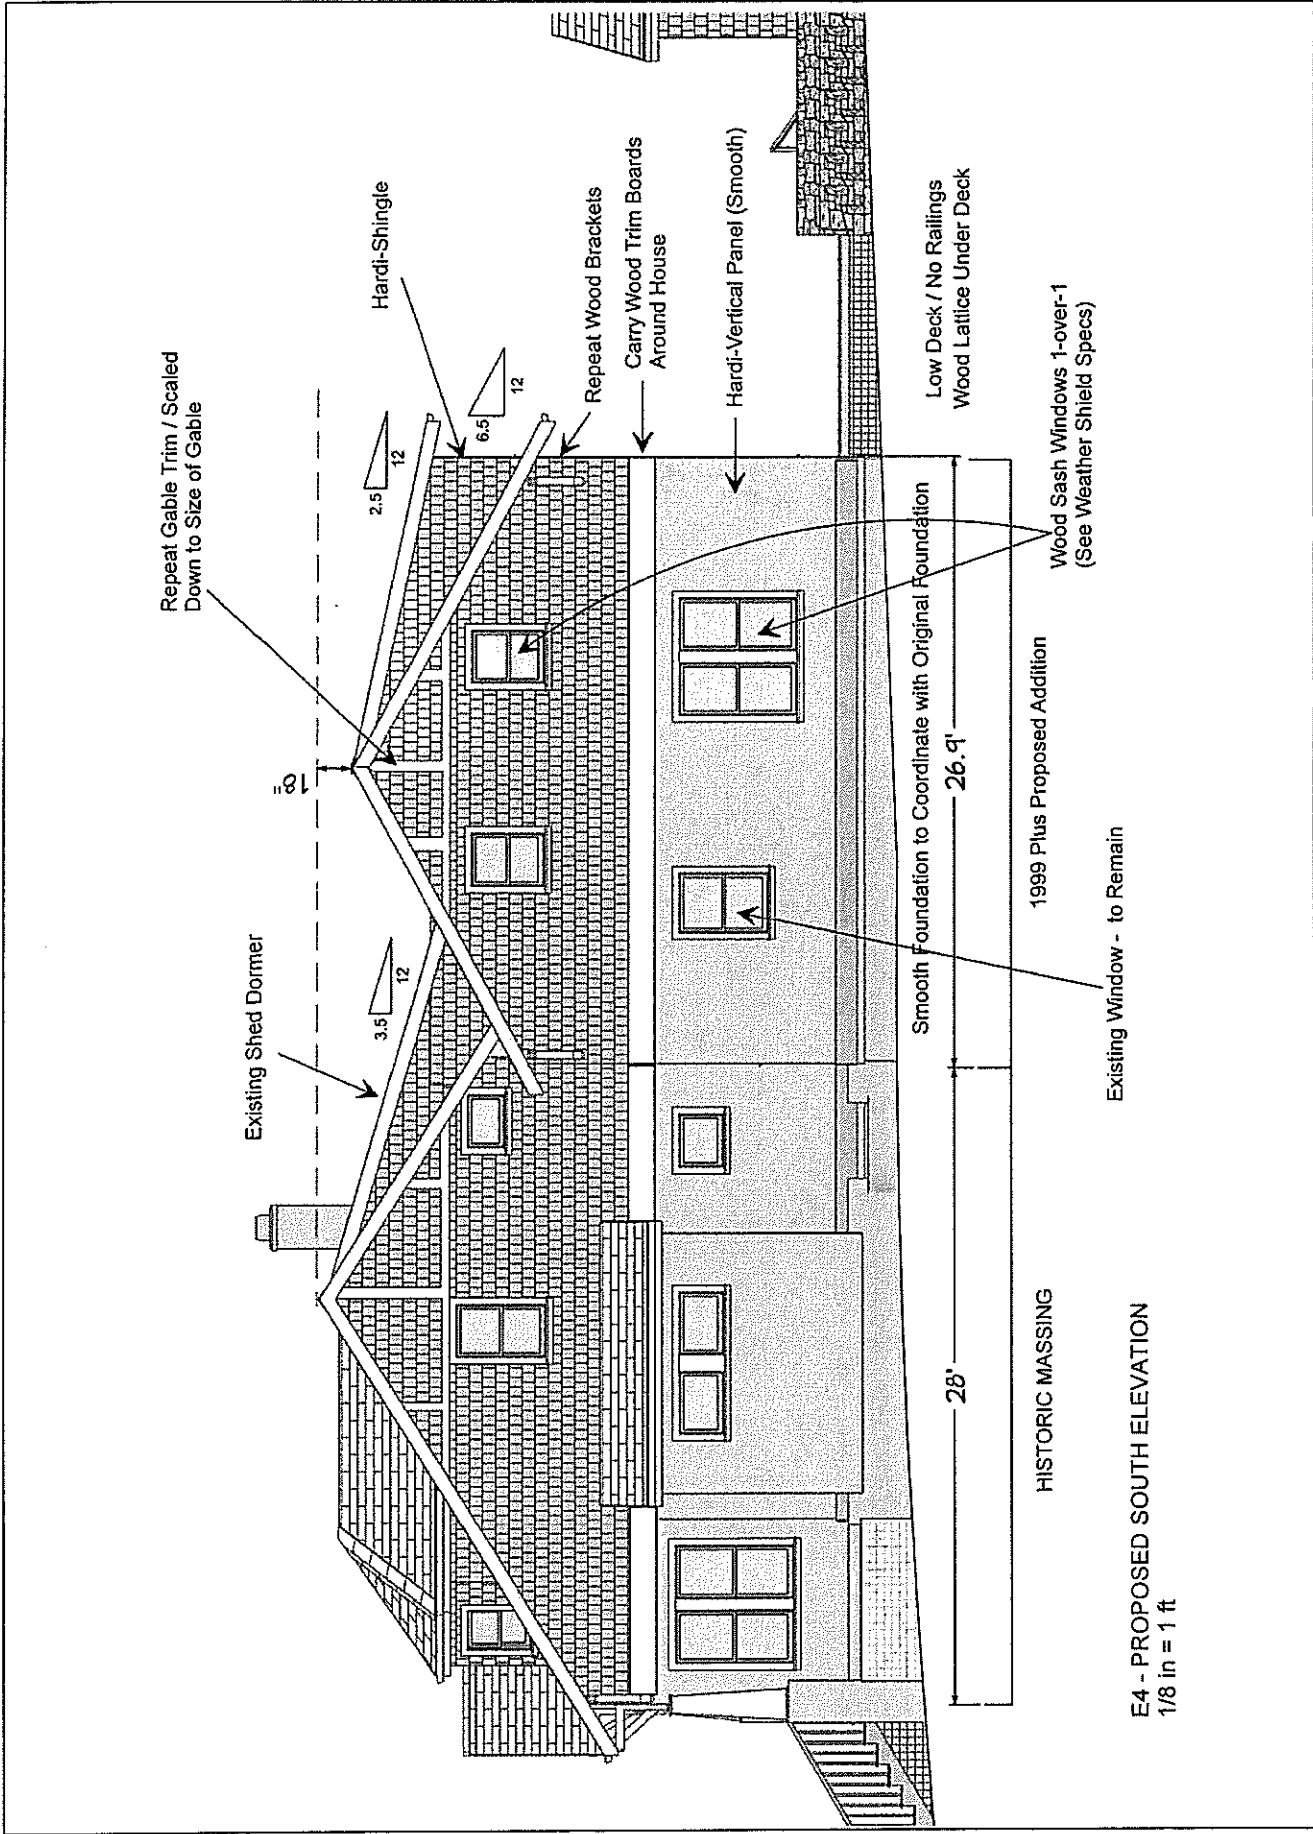 Repeat Gable Trim / Scaled
Down to Size of Gable
18"
Existing Shed Dormer
Hardi-Shingle
3.5
12
2.5
12
6.5
12
Repeat Wood Brackets
Carry Wood Trim Boards
Around House
Hardi-Vertical Panel (Smooth)
Low Deck / No Railings
Wood Lattice Under Deck
Smooth Foundation to Coordinate with Original Foundation
28'
26.9'
Wood Sash Windows 1-over-1
(See Weather Shield Specs)
HISTORIC MASSING
1999 Plus Proposed Addition
Existing Window - to Remain
E4 - PROPOSED SOUTH ELEVATION
1/8 in = 1 ft